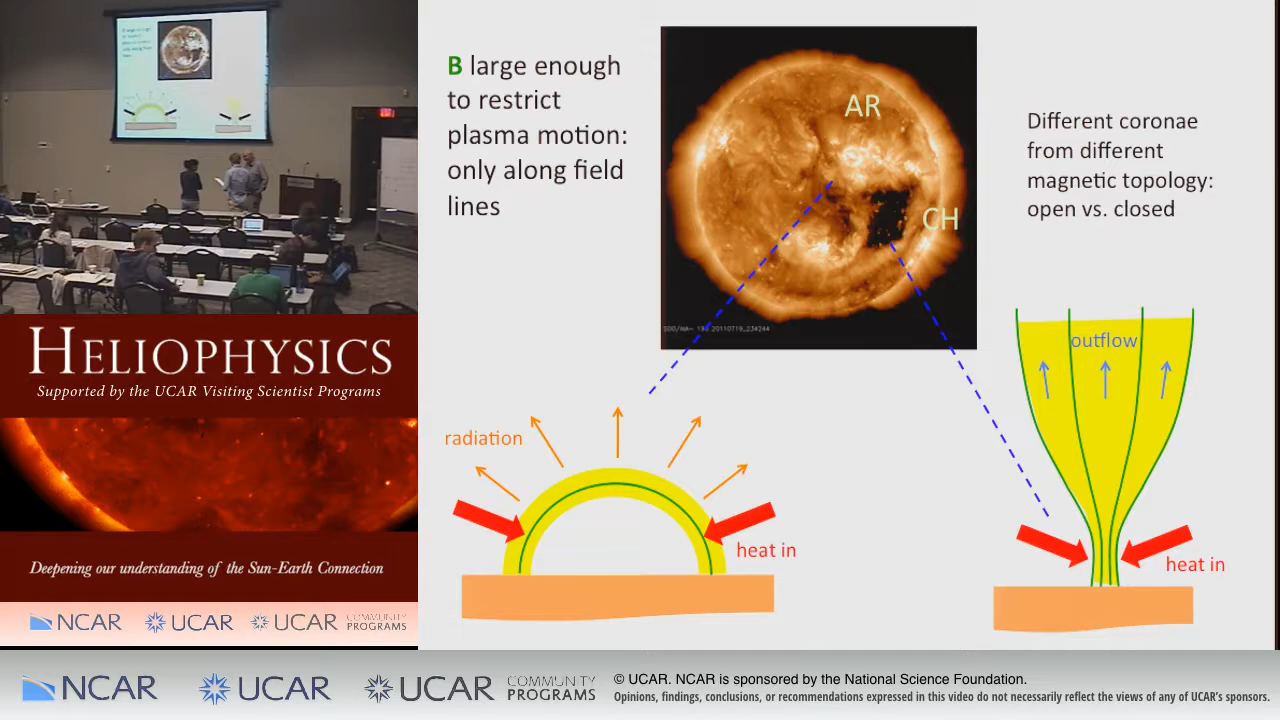 B large enough
to restrict
plasma motion:
only along field
lines
AR
CH
Different coronae
from different
magnetic topology:
open vs. closed
outflow
radiation
heat in
heat in
HELIOPHYSICS
Supported by the UCAR Visiting Scientist Programs
Deepening our understanding of the Sun-Earth Connection
NCAR UCAR UCAR COMMUNITY
PROGRAMS
NCAR UCAR UCAR COMMUNITY
PROGRAMS
© UCAR. NCAR is sponsored by the National Science Foundation.
Opinions, findings, conclusions, or recommendations expressed in this video do not necessarily reflect the views of any of UCAR's sponsors.